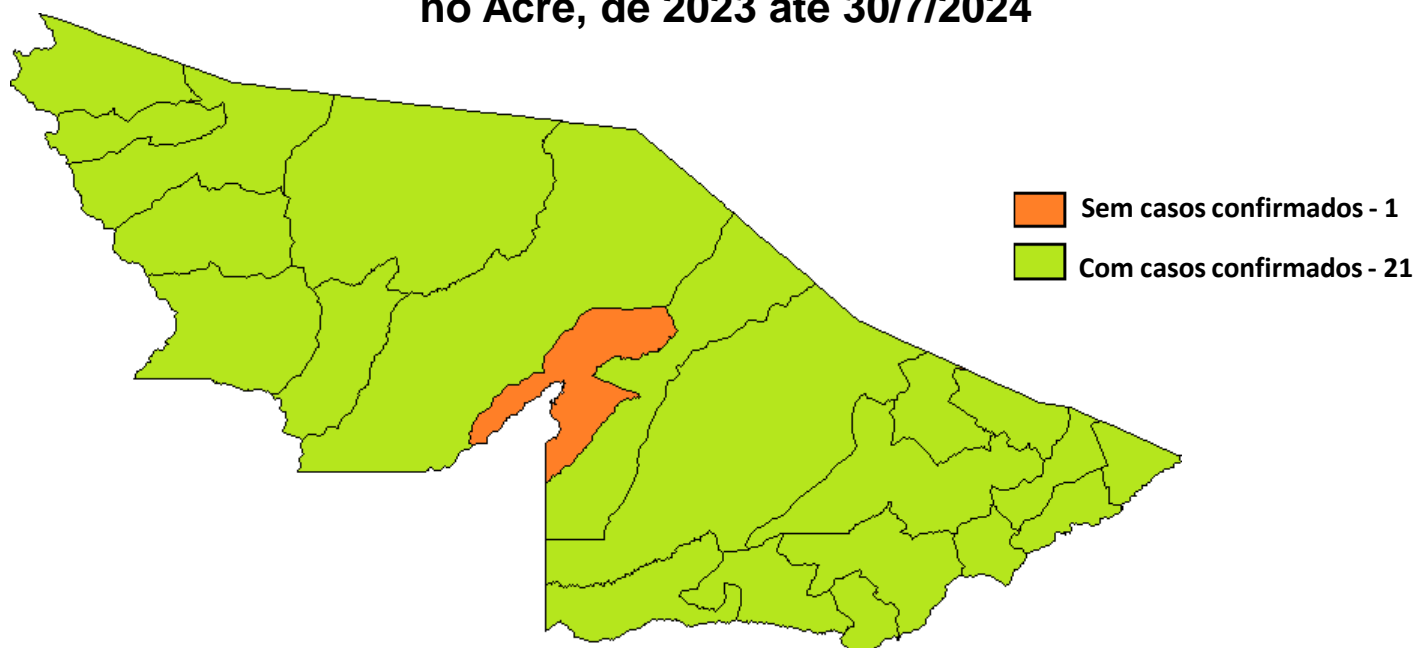 no Acre, de 2023 até 30/7/2024
Sem casos confirmados - 1
Com casos confirmados - 21